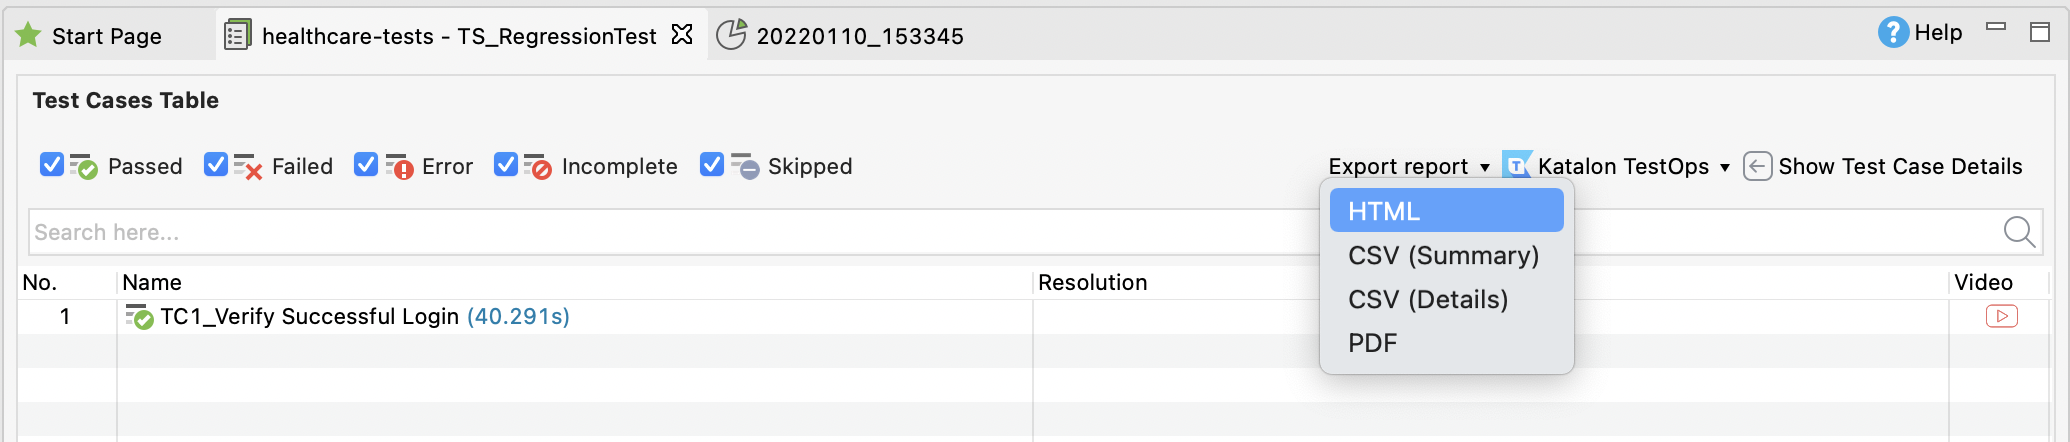 Start Page healthcare-tests - TS_RegressionTest 20220110_153345 ? Help
Test Cases Table
Passed Failed Error Incomplete Skipped Export report Katalon TestOps Show Test Case Details
Search here...
HTML
CSV (Summary)
CSV (Details)
PDF
No. Name Resolution Video
1 TC1_Verify Successful Login (40.291s)